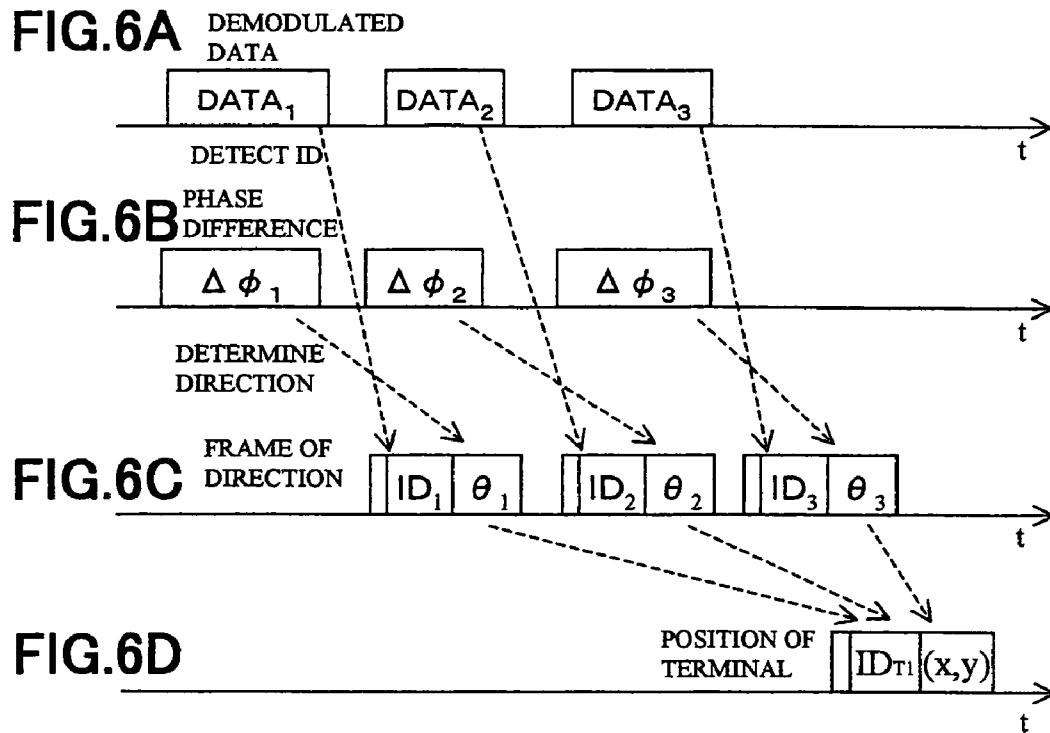 FIG.6A DEMODULATED
DATA
DATA₁ DATA₂ DATA₃
t
DETECT ID
FIG.6B PHASE
DIFFERENCE
Δφ₁ Δφ₂ Δφ₃
t
DETERMINE
DIRECTION
FIG.6C FRAME OF
DIRECTION
ID₁ θ₁ ID₂ θ₂ ID₃ θ₃
t
FIG.6D POSITION OF
TERMINAL
ID_T1 (x,y)
t